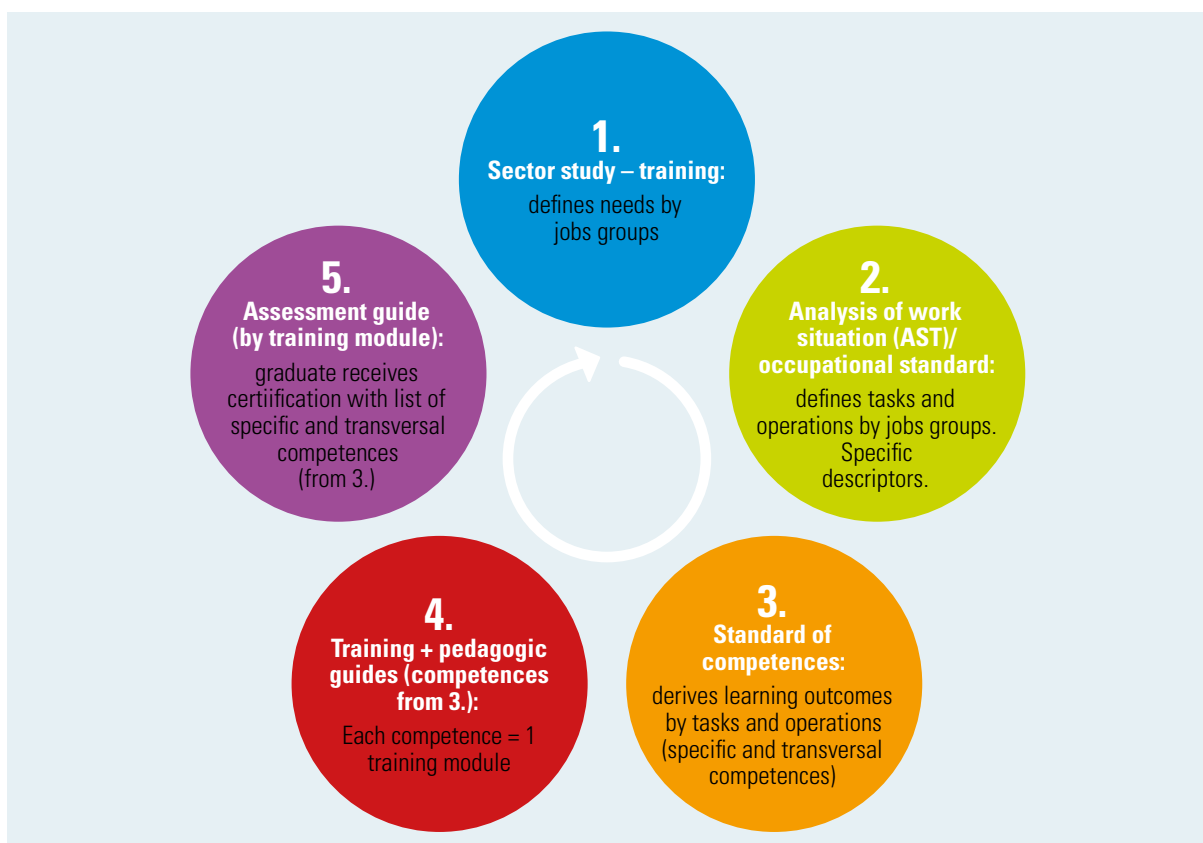 1.
Sector study – training:
defines needs by
jobs groups
2.
Analysis of work
situation (AST)/
occupational standard:
defines tasks and
operations by jobs groups.
Specific
descriptors.
3.
Standard of
competences:
derives learning outcomes
by tasks and operations
(specific and transversal
competences)
4.
Training + pedagogic
guides (competences
from 3.):
Each competence = 1
training module
5.
Assessment guide
(by training module):
graduate receives
certiification with list of
specific and transversal
competences
(from 3.)